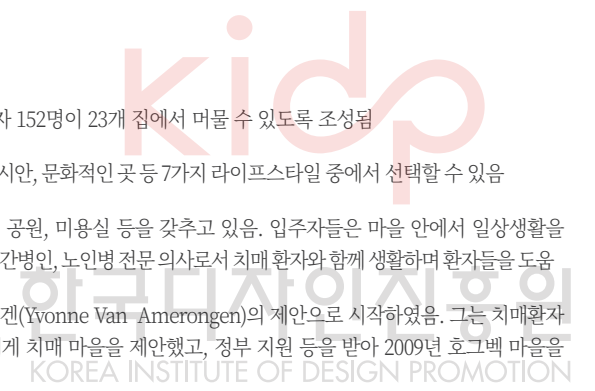 kidp
자 152명이 23개 집에서 머물 수 있도록 조성됨
시안, 문화적인 곳 등 7가지 라이프스타일 중에서 선택할 수 있음
공원, 미용실 등을 갖추고 있음. 입주자들은 마을 안에서 일상생활을
간병인, 노인병 전문 의사로서 치매 환자와 함께 생활하며 환자들을 도움
한국디자인진흥원
겐(Yvonne Van Amerongen)의 제안으로 시작하였음. 그는 치매환자
게 치매 마을을 제안했고, 정부 지원 등을 받아 2009년 호그벡 마을을
KOREA INSTITUTE OF DESIGN PROMOTION